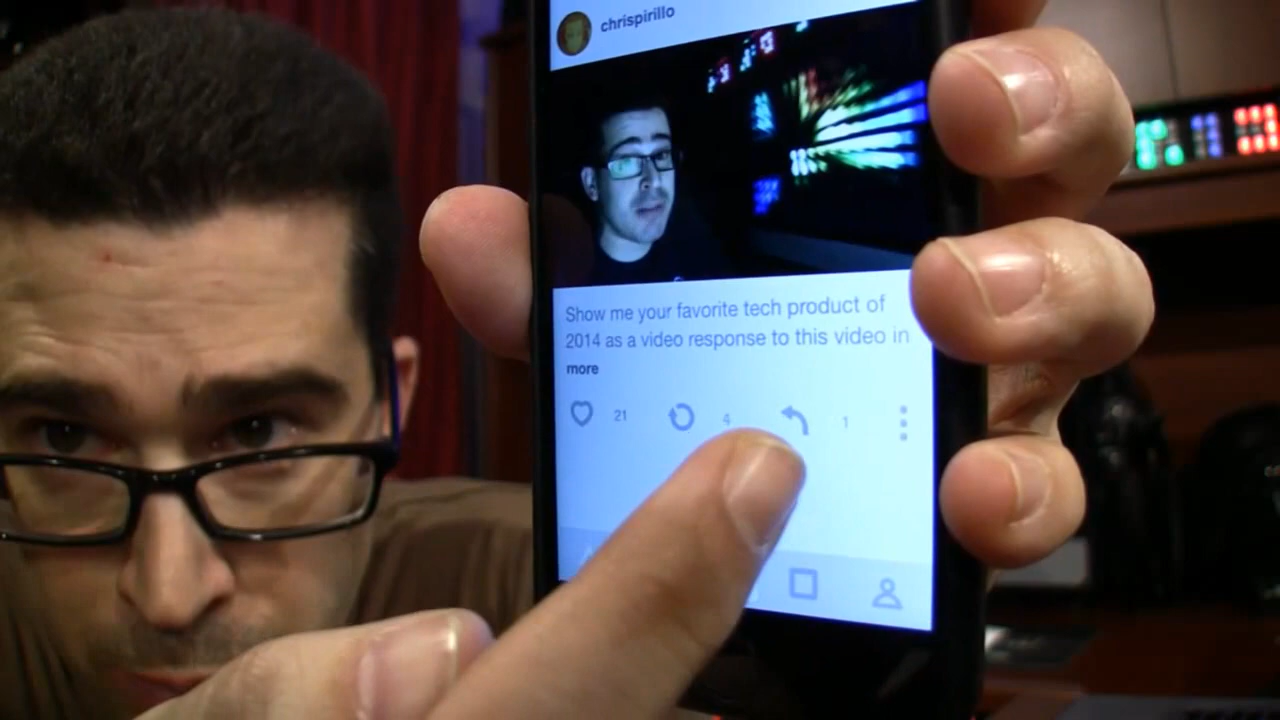 chrispirillo
Show me your favorite tech product of
2014 as a video response to this video in
more
21 4 1